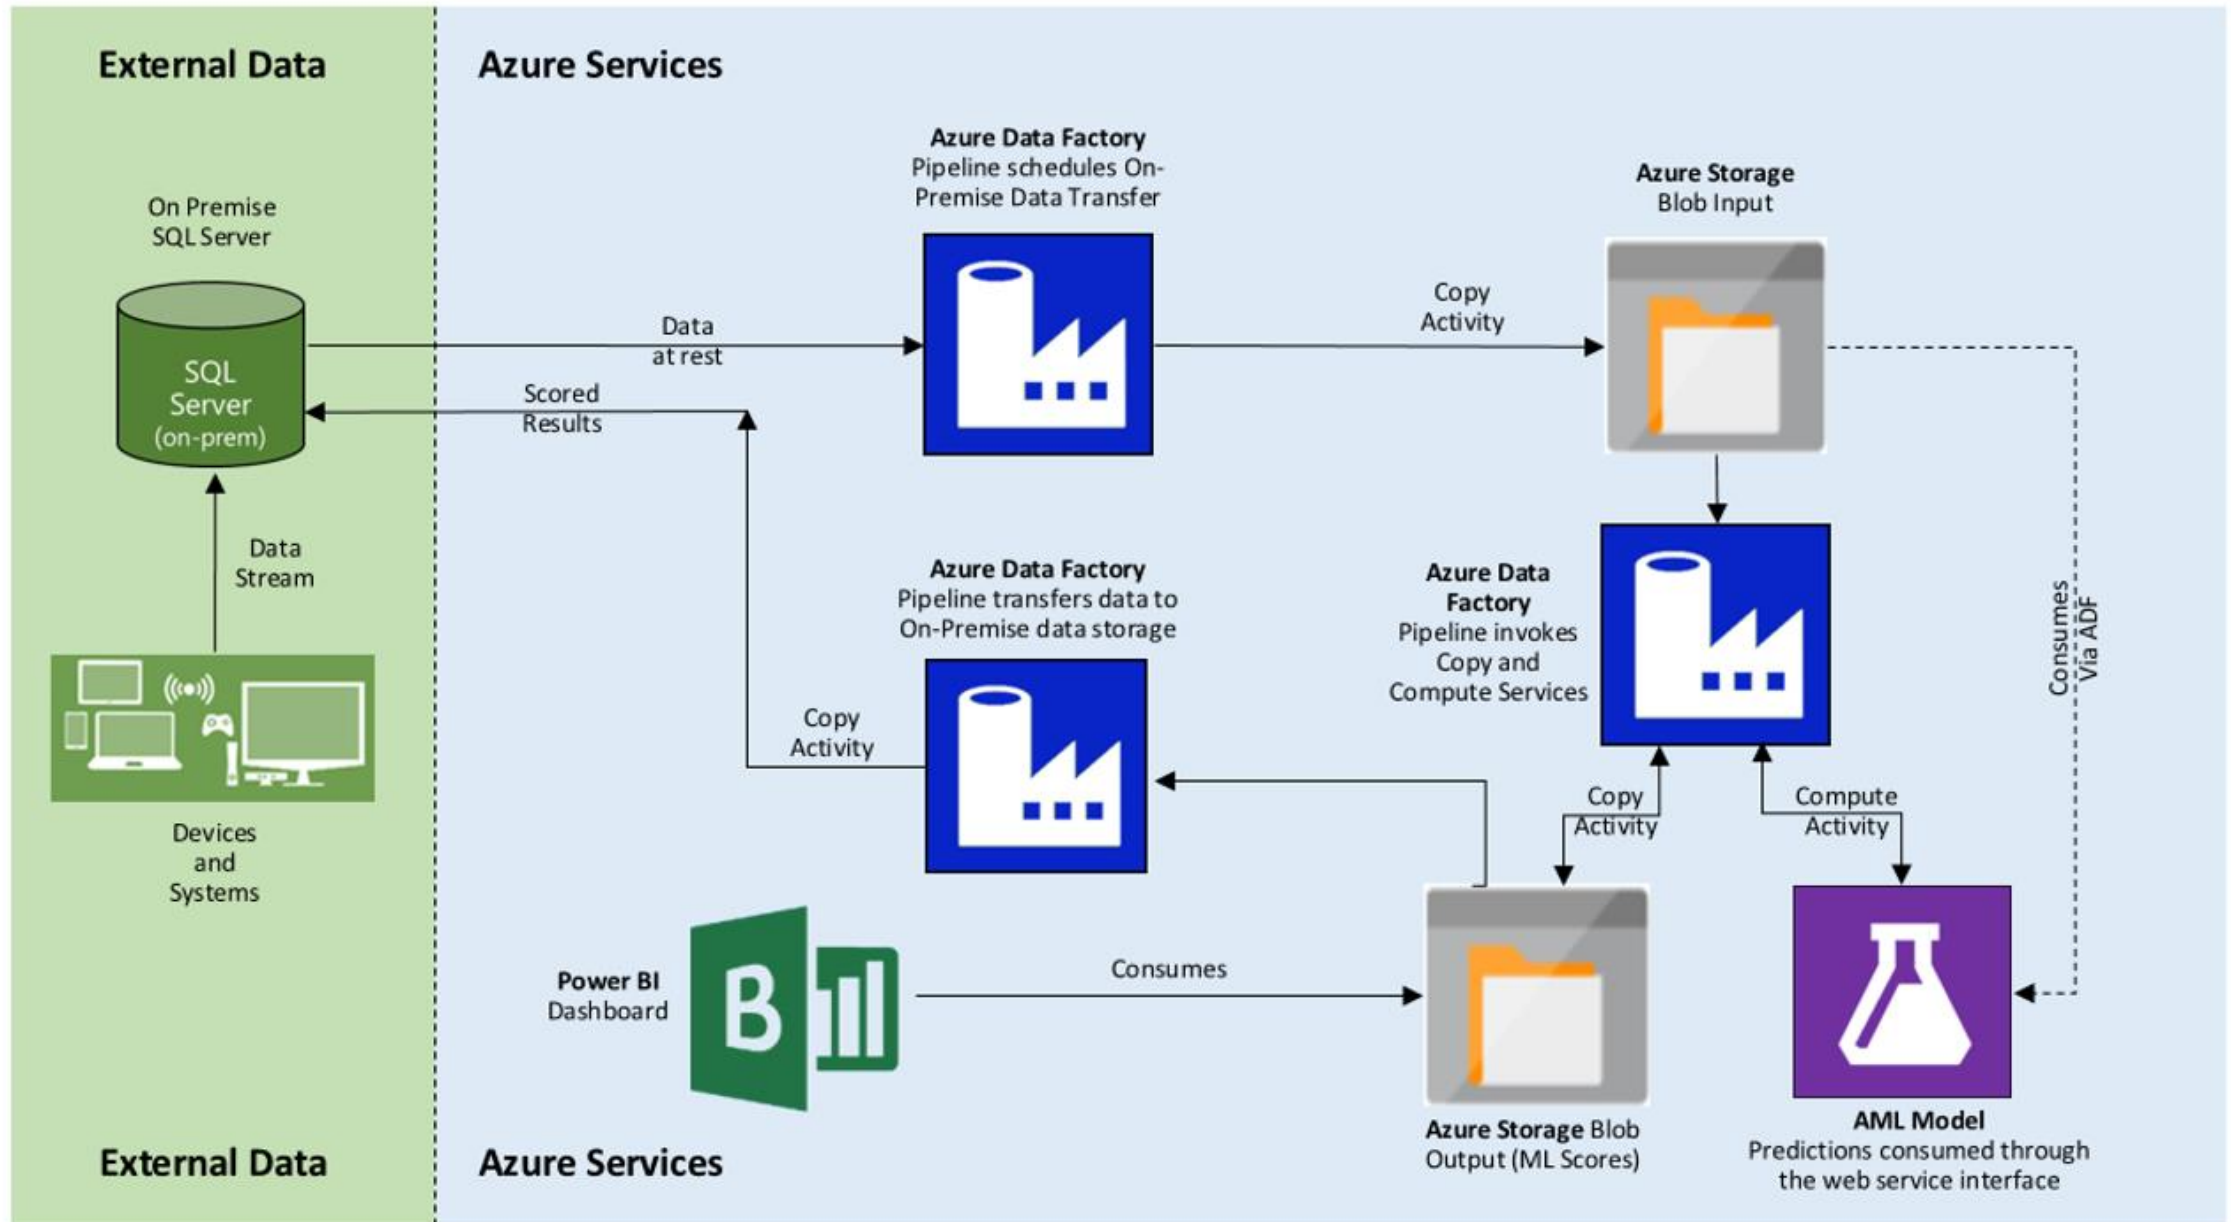 External Data
Azure Services
On Premise
SQL Server
SQL
Server
(on-prem)
Data
Stream
Devices
and
Systems
Data
at rest
Scored
Results
Azure Data Factory
Pipeline schedules On-
Premise Data Transfer
Copy
Activity
Azure Storage
Blob Input
Azure Data
Factory
Pipeline invokes
Copy and
Compute Services
Consumes
Via ADF
Azure Data Factory
Pipeline transfers data to
On-Premise data storage
Copy
Activity
Copy
Activity
Compute
Activity
Power BI
Dashboard
B
Consumes
Azure Storage Blob
Output (ML Scores)
AML Model
Predictions consumed through
the web service interface
External Data
Azure Services